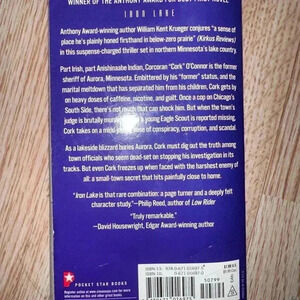 WINNER OF THE ANTHONY AWARD FOR BEST FIRST NOVEL
IRON LAKE
Anthony Award-winning author William Kent Krueger conjures "a sense of
place he's plainly honed firsthand in below-zero prairie" (Kirkus Reviews)
in this suspense-charged thriller set in northern Minnesota's lake country.
Part Irish, part Anishinaabe Indian, Corcoran "Cork" O'Connor is the former
sheriff of Aurora, Minnesota. Embittered by his "former" status, and the
marital meltdown that has separated him from his children, Cork gets by
on heavy doses of caffeine, nicotine, and guilt. Once a cop on Chicago's
South Side, there's not much that can shock him. But when the town's
judge is brutally murdered, and a young Eagle Scout is reported missing,
Cork takes on a mind-jolting case of conspiracy, corruption, and scandal.
As a lakeside blizzard buries Aurora, Cork must dig out the truth among
town officials who seem dead-set on stopping his investigation in its
tracks. But even Cork freezes up when faced with the harshest enemy of
all: a small-town secret that hits painfully close to home.
"Iron Lake is that rare combination: a page turner and a deeply felt
character study."—Philip Reed, author of Low Rider
"Truly remarkable."
—David Housewright, Edgar Award-winning
author
POCKET STAR BOOKS
50799